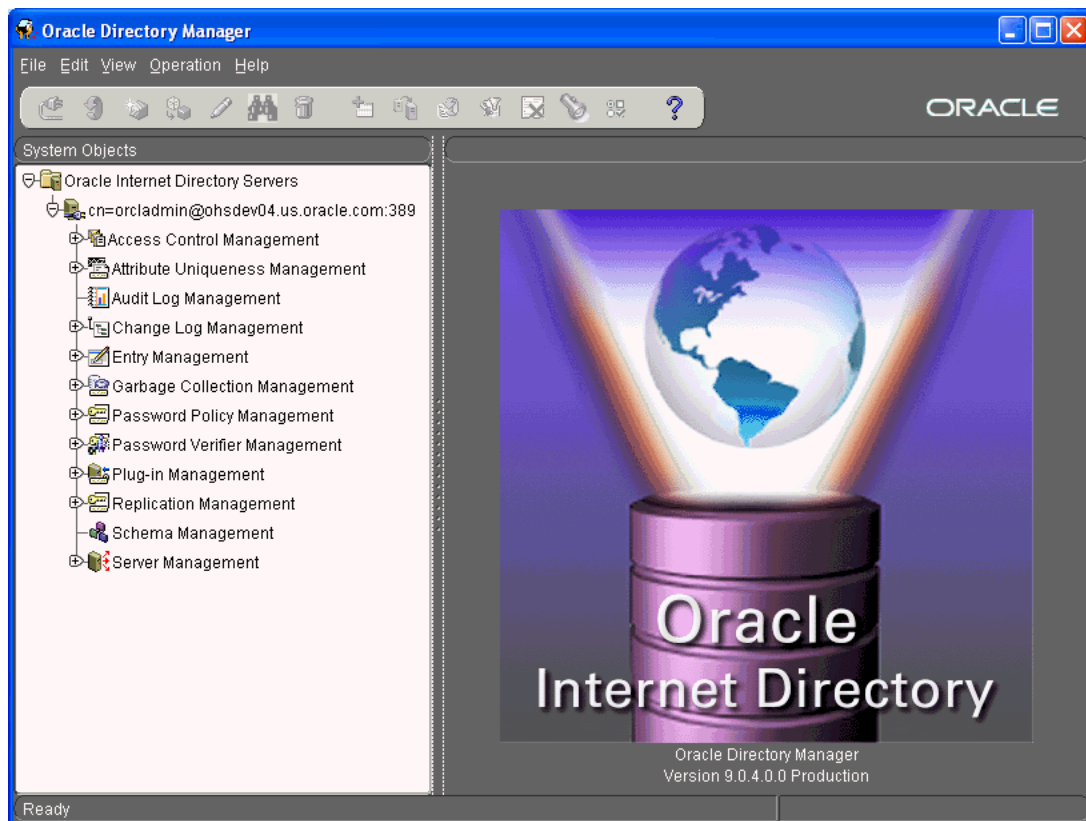 Oracle Directory Manager
File Edit View Operation Help
?
ORACLE
System Objects
Oracle Internet Directory Servers
cn=orcladmin@ohsdev04.us.oracle.com:389
Access Control Management
Attribute Uniqueness Management
Audit Log Management
Change Log Management
Entry Management
Garbage Collection Management
Password Policy Management
Password Verifier Management
Plug-in Management
Replication Management
Schema Management
Server Management
Oracle
Internet Directory
Oracle Directory Manager
Version 9.0.4.0.0 Production
Ready